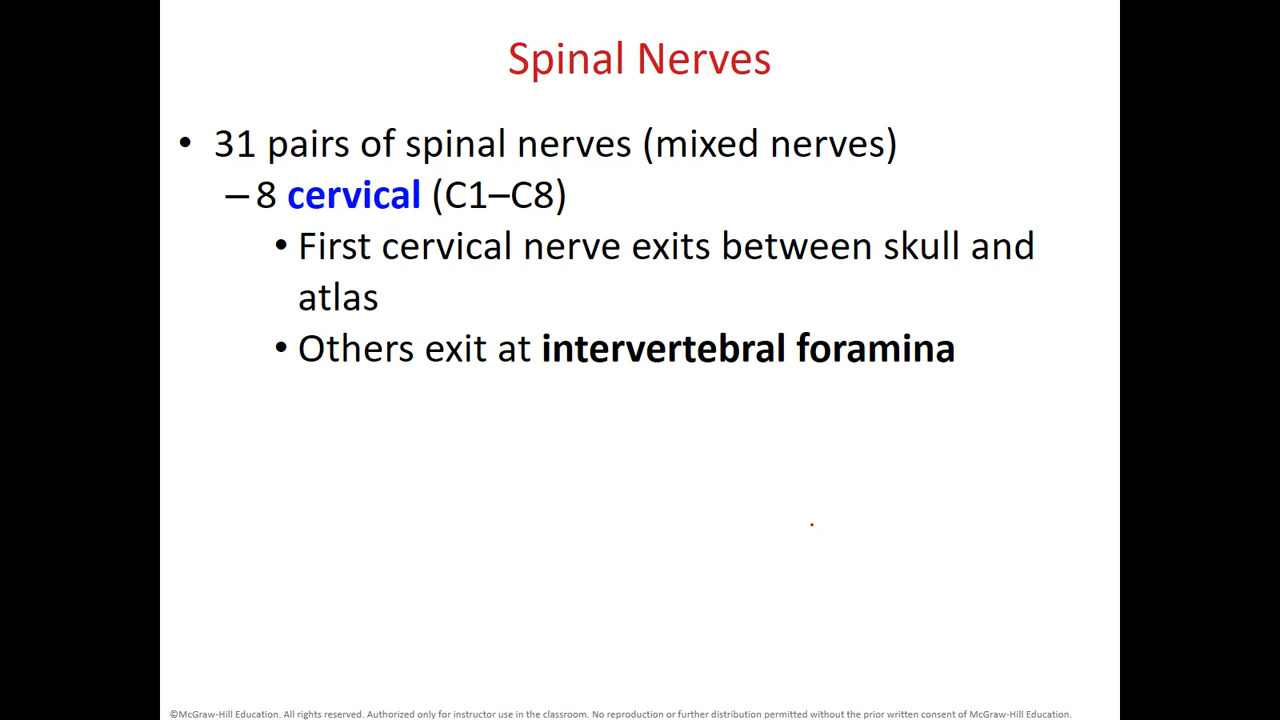 Spinal Nerves
• 31 pairs of spinal nerves (mixed nerves)
– 8 cervical (C1–C8)
• First cervical nerve exits between skull and
atlas
• Others exit at intervertebral foramina
©McGraw-Hill Education. All rights reserved. Authorized only for instructor use in the classroom. No reproduction or further distribution permitted without the prior written consent of McGraw-Hill Education.